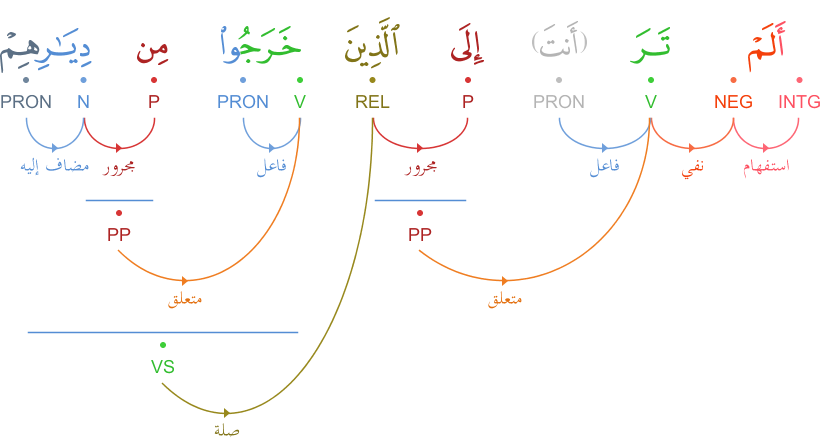 أَلَمْ تَرَ (أَنتَ) إِلَى ٱلَّذِينَ خَرَجُوا۟ مِن دِيَـٰرِهِمْ
INTG NEG V PRON P REL V PRON P N PRON
استفهام نفي فاعل مجرور فاعل مجرور مضاف إليه
PP PP
متعلق متعلق
VS
صلة